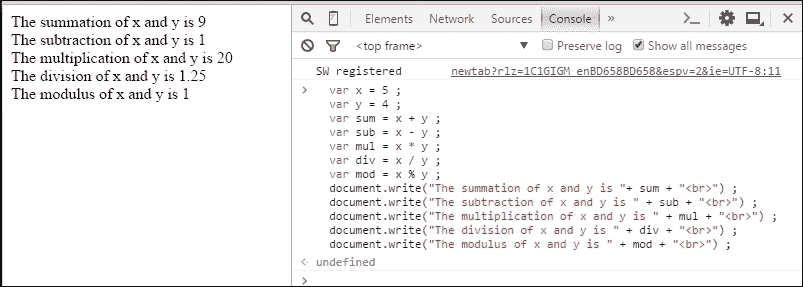 The summation of x and y is 9
The subtraction of x and y is 1
The multiplication of x and y is 20
The division of x and y is 1.25
The modulus of x and y is 1
Elements Network Sources Console »
<top frame> Preserve log Show all messages
SW registered newtab?rlz=1C1GIGM_enBD658BD658&espv=2&ie=UTF-8:11
> var x = 5 ;
var y = 4 ;
var sum = x + y ;
var sub = x - y ;
var mul = x * y ;
var div = x / y ;
var mod = x % y ;
document.write("The summation of x and y is "+ sum + "<br>") ;
document.write("The subtraction of x and y is " + sub + "<br>") ;
document.write("The multiplication of x and y is " + mul + "<br>") ;
document.write("The division of x and y is " + div + "<br>") ;
document.write("The modulus of x and y is " + mod + "<br>") ;
undefined
>